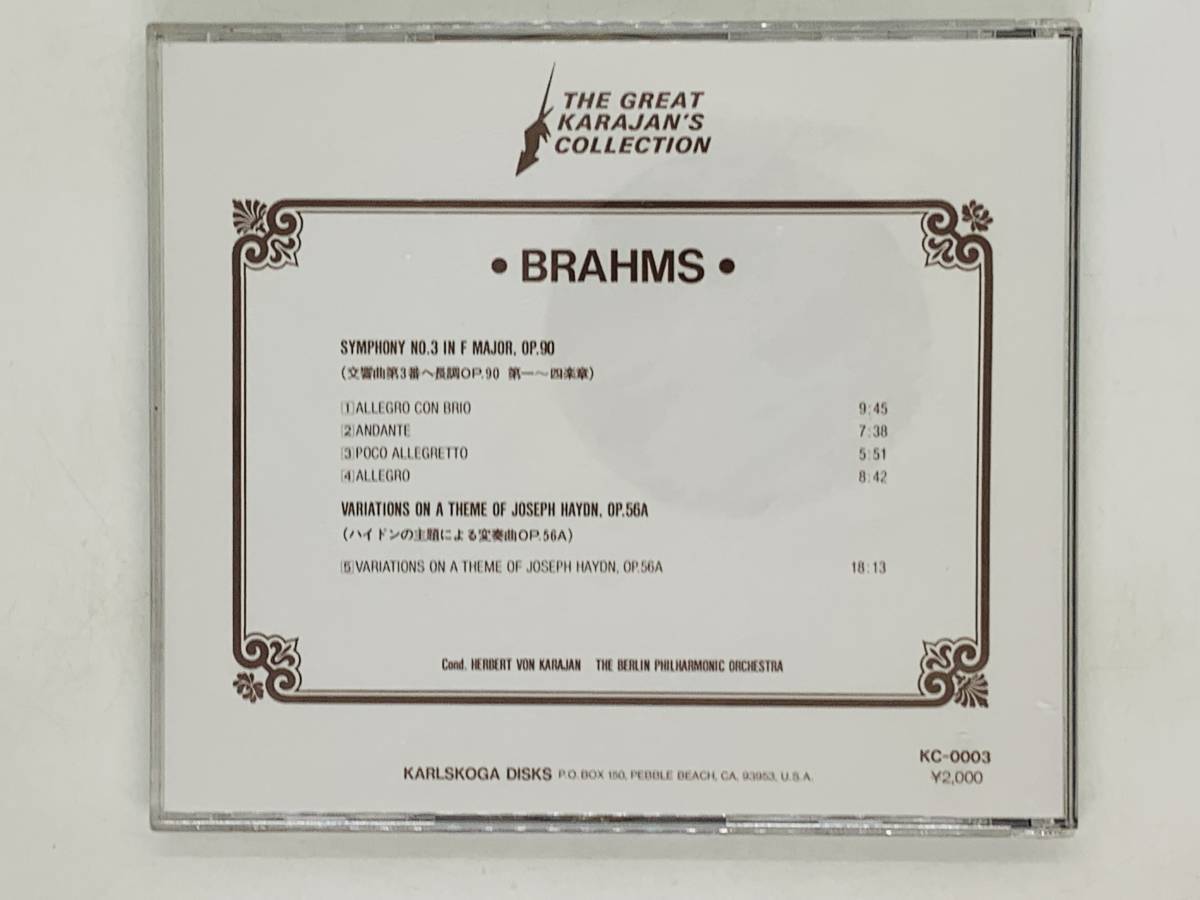 THE GREAT
KARAJAN'S
COLLECTION
• BRAHMS •
SYMPHONY NO.3 IN F MAJOR, OP.90
(交響曲第3番ヘ長調OP.90 第一〜四楽章)
1 ALLEGRO CON BRIO 9:45
2 ANDANTE 7:38
3 POCO ALLEGRETTO 5:51
4 ALLEGRO 8:42
VARIATIONS ON A THEME OF JOSEPH HAYDN, OP.56A
(ハイドンの主題による変奏曲OP.56A)
5 VARIATIONS ON A THEME OF JOSEPH HAYDN, OP.56A 18:13
Cond. HERBERT VON KARAJAN THE BERLIN PHILHARMONIC ORCHESTRA
KC-0003
KARLSKOGA DISKS P.O. BOX 150, PEBBLE BEACH, CA, 93953, U.S.A.
¥2,000